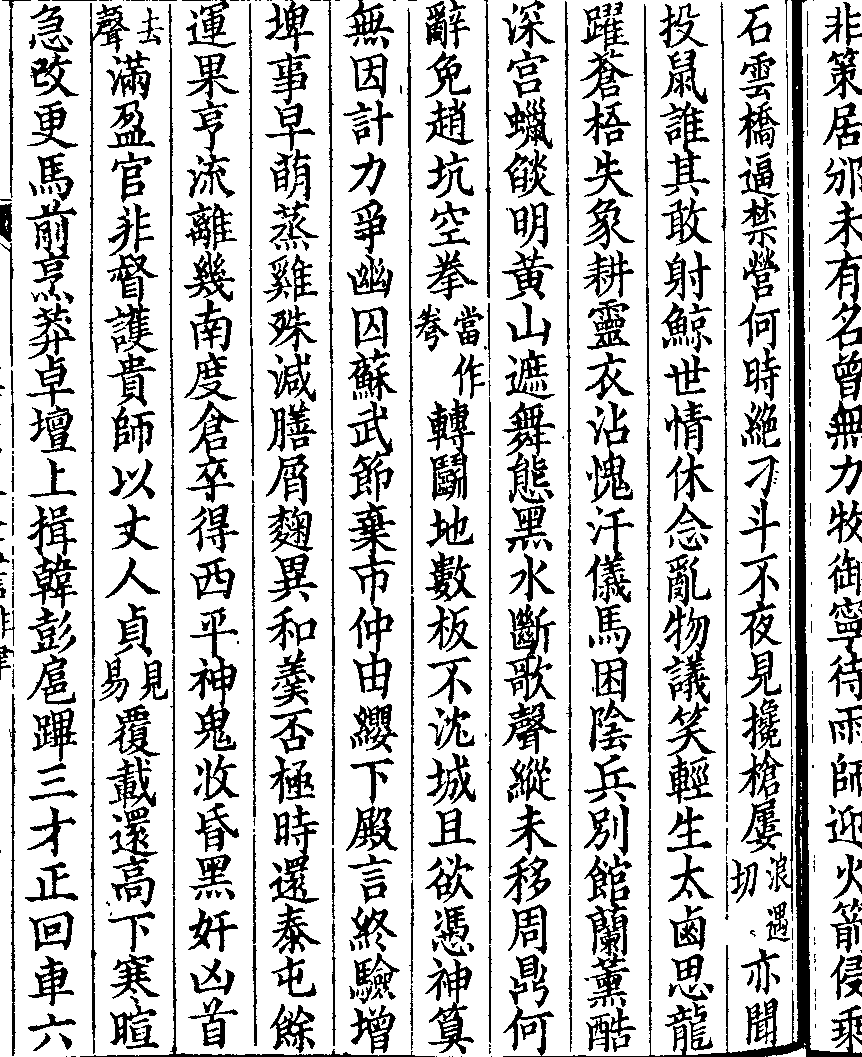 非策居邠未有名曾無力牧御寧待雨師迎火箭侵乘
石雲橋逼禁營何時絕刁斗不夜見攙槍屢浪遇切亦聞
投鼠誰其敢射鯨世情休念亂物議笑輕生太鹵思龍
躍蒼梧失象耕靈衣沾愧汗儀馬困陰兵別館蘭薰酷
深宫蠟燄明黄山遮舞態黑水斷歌聲縱未移周鼎何
辭免趙坑空拳當作弮轉鬬地數板不沈城且欲憑神算
無因計力爭幽囚蘇武節棄市仲由纓下殿言終驗增
埤事早萌蒸雞殊減膳屑麴異和羹否極時還泰屯餘
運果亨流離幾南度倉卒得西平神鬼收昏黑奸凶首
去聲滿盈官非督護貴師以丈人貞見易覆載還高下寒暄
急改更馬前烹莽卓壇上揖韓彭扈蹕三才正回車六